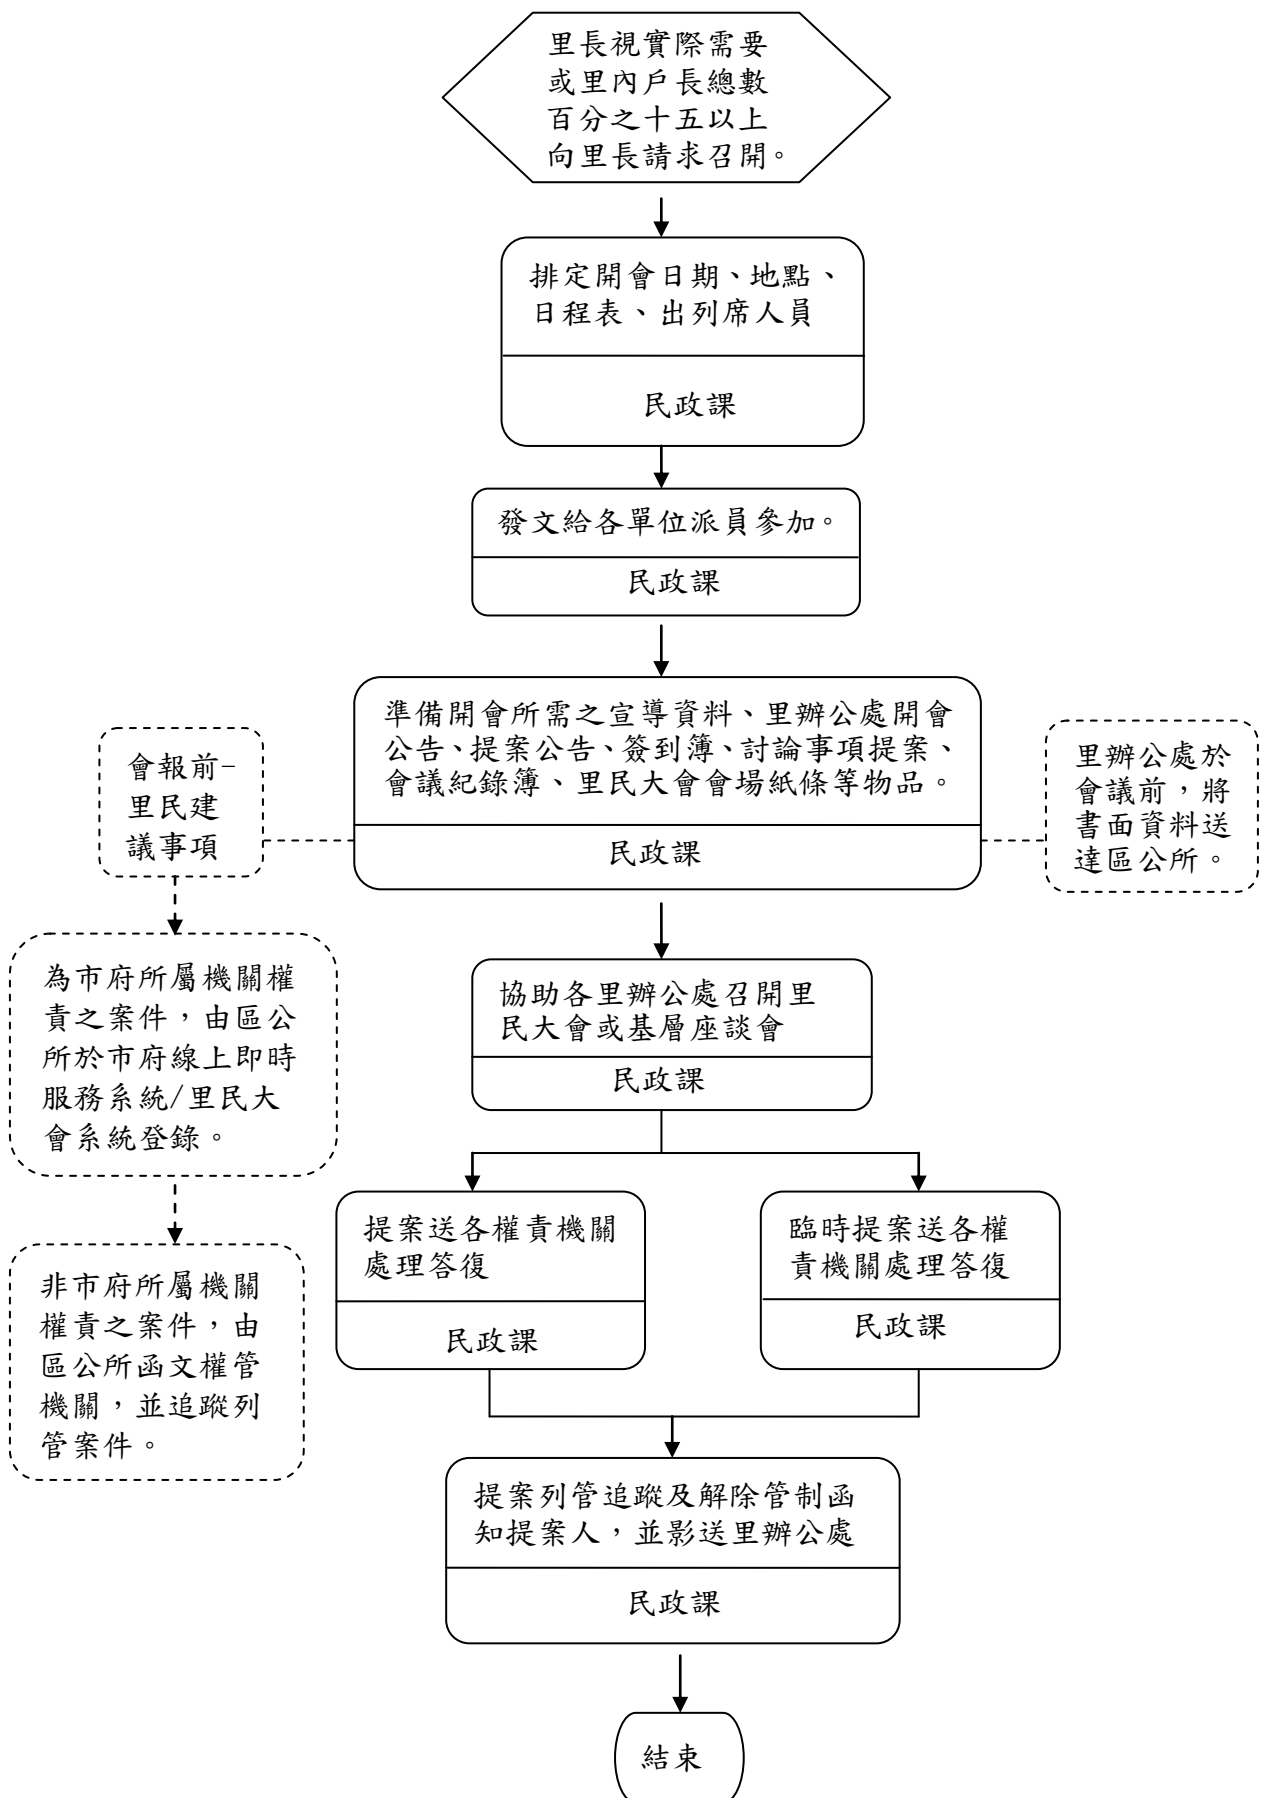 里長視實際需要
或里內戶長總數
百分之十五以上
向里長請求召開。
排定開會日期、地點、
日程表、出列席人員
民政課
發文給各單位派員參加。
民政課
準備開會所需之宣導資料、里辦公處開會
公告、提案公告、簽到簿、討論事項提案、
會議紀錄簿、里民大會會場紙條等物品。
民政課
會報前-
里民建
議事項
里辦公處於
會議前，將
書面資料送
達區公所。
為市府所屬機關權
責之案件，由區公
所於市府線上即時
服務系統/里民大
會系統登錄。
協助各里辦公處召開里
民大會或基層座談會
民政課
提案送各權責機關
處理答復
民政課
臨時提案送各權
責機關處理答復
民政課
非市府所屬機關
權責之案件，由
區公所函文權管
機關，並追蹤列
管案件。
提案列管追蹤及解除管制函
知提案人，並影送里辦公處
民政課
結束